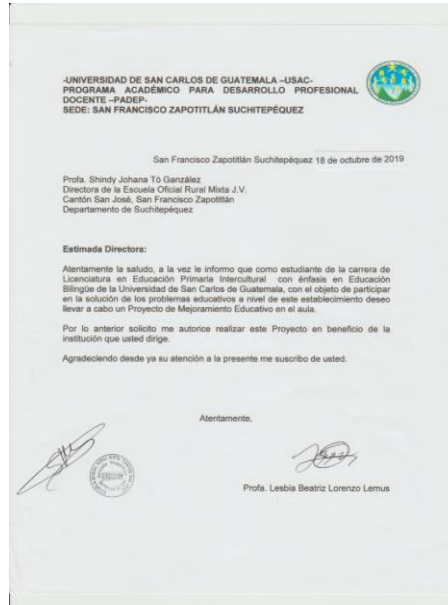 -UNIVERSIDAD DE SAN CARLOS DE GUATEMALA –USAC-
PROGRAMA ACADÉMICO PARA DESARROLLO PROFESIONAL
DOCENTE –PADEP-
SEDE: SAN FRANCISCO ZAPOTITLÁN SUCHITEPÉQUEZ
San Francisco Zapotitlán Suchitepéquez 18 de octubre de 2019
Profa. Shindy Johana Tó Ganzález
Directora de la Escuela Oficial Rural Mixta J.V.
Cantón San José, San Francisco Zapotitlán
Departamento de Suchitepéquez
Estimada Directora:
Atentamente la saludo, a la vez le informo que como estudiante de la carrera de
Licenciatura en Educación Primaria Intercultural con énfasis en Educación
Bilingüe de la Universidad de San Carlos de Guatemala, con el objeto de participar
en la solución de los problemas educativos a nivel de este establecimiento deseo
llevar a cabo un Proyecto de Mejoramiento Educativo en el aula.
Por lo anterior solicito me autorice realizar este Proyecto en beneficio de la
institución que usted dirige.
Agradeciendo desde ya su atención a la presente me suscribo de usted.
Atentamente,
Profa. Lesbia Beatriz Lorenzo Lemus